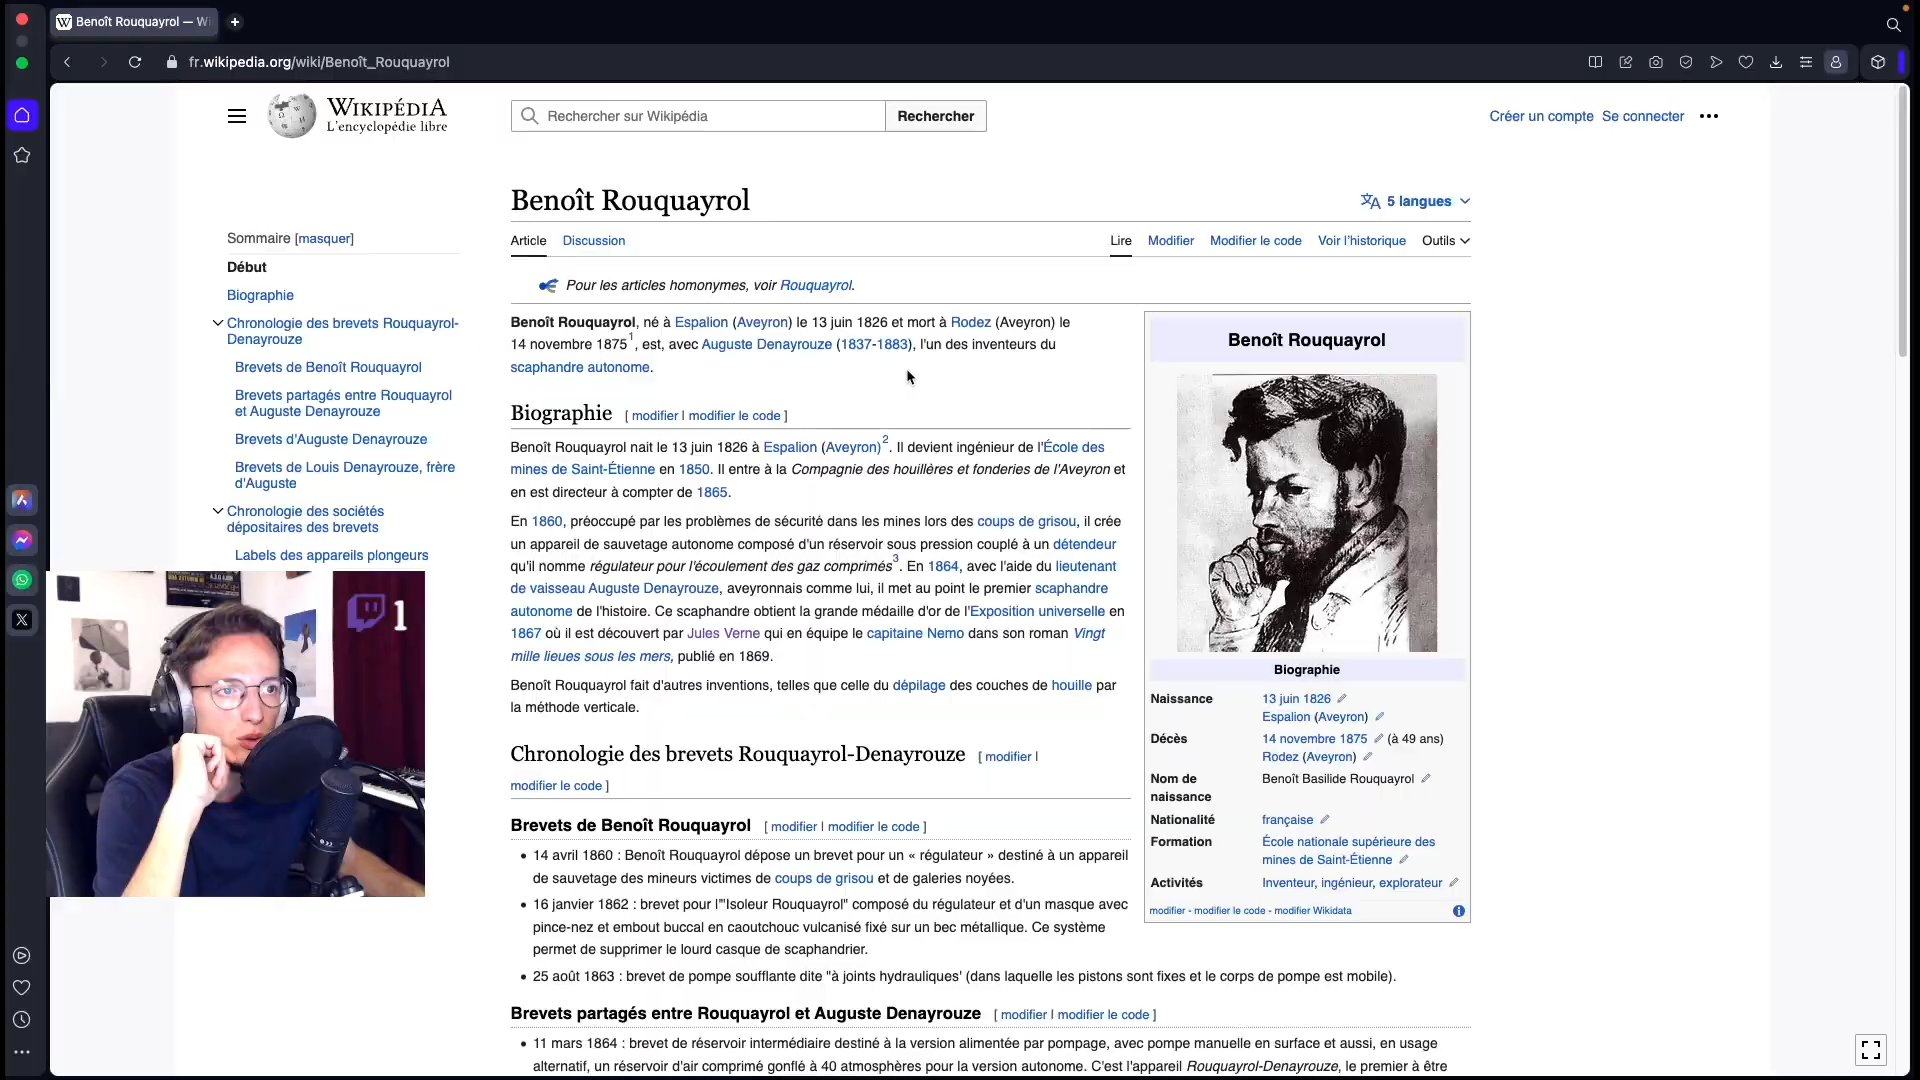 Benoît Rouquayrol — W
fr.wikipedia.org/wiki/Benoît_Rouquayrol
WIKIPÉDIA
L'encyclopédie libre
Rechercher sur Wikipédia
Rechercher
Créer un compte Se connecter
Benoît Rouquayrol
5 langues
Article Discussion
Lire Modifier Modifier le code Voir l'historique Outils
Sommaire [masquer]
Début
Biographie
Chronologie des brevets Rouquayrol-
Denayrouze
Brevets de Benoît Rouquayrol
Brevets partagés entre Rouquayrol
et Auguste Denayrouze
Brevets d'Auguste Denayrouze
Brevets de Louis Denayrouze, frère
d'Auguste
Chronologie des sociétés
dépositaires des brevets
Labels des appareils plongeurs
1
Pour les articles homonymes, voir Rouquayrol.
Benoît Rouquayrol, né à Espalion (Aveyron) le 13 juin 1826 et mort à Rodez (Aveyron) le
14 novembre 1875 1, est, avec Auguste Denayrouze (1837-1883), l'un des inventeurs du
scaphandre autonome.
Biographie [ modifier | modifier le code ]
Benoît Rouquayrol nait le 13 juin 1826 à Espalion (Aveyron) 2. Il devient ingénieur de l'École des
mines de Saint-Étienne en 1850. Il entre à la Compagnie des houillères et fonderies de l'Aveyron et
en est directeur à compter de 1865.
En 1860, préoccupé par les problèmes de sécurité dans les mines lors des coups de grisou, il crée
un appareil de sauvetage autonome composé d'un réservoir sous pression couplé à un détendeur
qu'il nomme régulateur pour l'écoulement des gaz comprimés 3. En 1864, avec l'aide du lieutenant
de vaisseau Auguste Denayrouze, aveyronnais comme lui, il met au point le premier scaphandre
autonome de l'histoire. Ce scaphandre obtient la grande médaille d'or de l'Exposition universelle en
1867 où il est découvert par Jules Verne qui en équipe le capitaine Nemo dans son roman Vingt
mille lieues sous les mers, publié en 1869.
Benoît Rouquayrol fait d'autres inventions, telles que celle du dépilage des couches de houille par
la méthode verticale.
Chronologie des brevets Rouquayrol-Denayrouze [ modifier |
modifier le code ]
Brevets de Benoît Rouquayrol [ modifier | modifier le code ]
• 14 avril 1860 : Benoît Rouquayrol dépose un brevet pour un « régulateur » destiné à un appareil
de sauvetage des mineurs victimes de coups de grisou et de galeries noyées.
• 16 janvier 1862 : brevet pour l'"Isoleur Rouquayrol" composé du régulateur et d'un masque avec
pince-nez et embout buccal en caoutchouc vulcanisé fixé sur un bec métallique. Ce système
permet de supprimer le lourd casque de scaphandrier.
• 25 août 1863 : brevet de pompe soufflante dite "à joints hydrauliques' (dans laquelle les pistons sont fixes et le corps de pompe est mobile).
Brevets partagés entre Rouquayrol et Auguste Denayrouze [ modifier | modifier le code ]
• 11 mars 1864 : brevet de réservoir intermédiaire destiné à la version alimentée par pompage, avec pompe manuelle en surface et aussi, en usage
alternatif, un réservoir d'air comprimé gonflé à 40 atmosphères pour la version autonome. C'est l'appareil Rouquayrol-Denayrouze, le premier à être
Benoît Rouquayrol
Biographie
Naissance 13 juin 1826
Espalion (Aveyron)
Décès 14 novembre 1875 (à 49 ans)
Rodez (Aveyron)
Nom de naissance Benoît Basilide Rouquayrol
Nationalité française
Formation École nationale supérieure des
mines de Saint-Étienne
Activités Inventeur, ingénieur, explorateur
modifier - modifier le code - modifier Wikidata